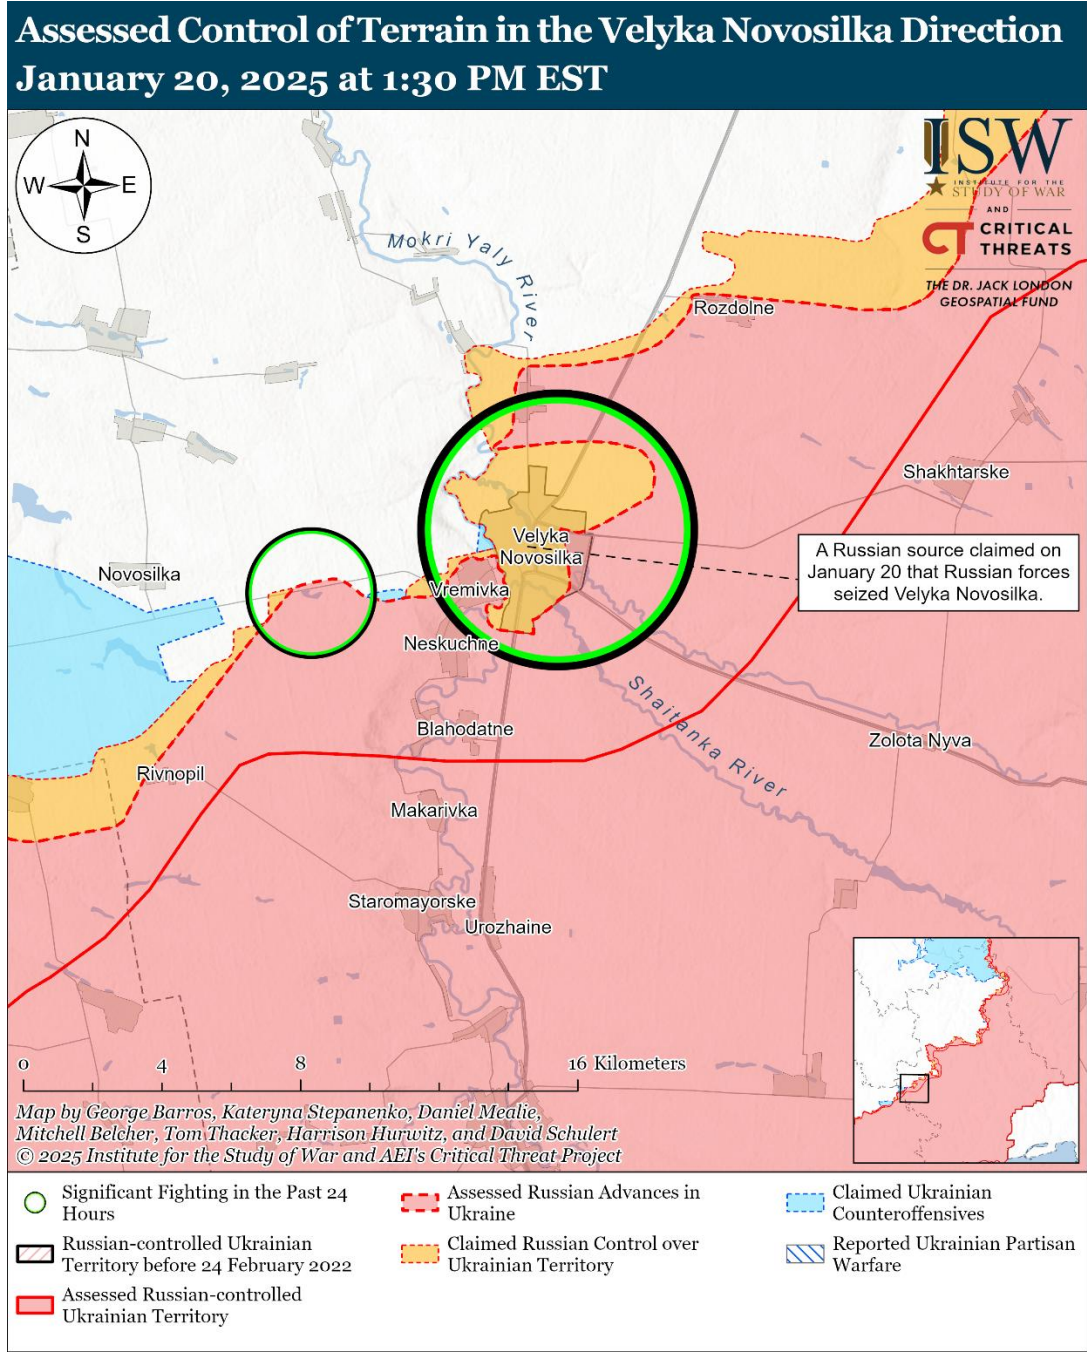 Assessed Control of Terrain in the Velyka Novosilka Direction
January 20, 2025 at 1:30 PM EST
N
W
E
S
ISW
INSTITUTE FOR THE
STUDY OF WAR
AND
CT CRITICAL
THREATS
THE DR. JACK LONDON
GEOSPATIAL FUND
Mokri Yaly River
Rozdolne
Shakhtarske
Velyka
Novosilka
A Russian source claimed on
January 20 that Russian forces
seized Velyka Novosilka.
Novosilka
Vremivka
Neskuchne
Shaitanka River
Blahodatne
Zolota Nyva
Rivnopil
Makarivka
Staromayorske
Urozhaine
0 4 8 16 Kilometers
Map by George Barros, Kateryna Stepanenko, Daniel Mealie,
Mitchell Belcher, Tom Thacker, Harrison Hurwitz, and David Schulert
© 2025 Institute for the Study of War and AEI's Critical Threat Project
Significant Fighting in the Past 24
Hours
Russian-controlled Ukrainian
Territory before 24 February 2022
Assessed Russian-controlled
Ukrainian Territory
Assessed Russian Advances in
Ukraine
Claimed Russian Control over
Ukrainian Territory
Claimed Ukrainian
Counteroffensives
Reported Ukrainian Partisan
Warfare